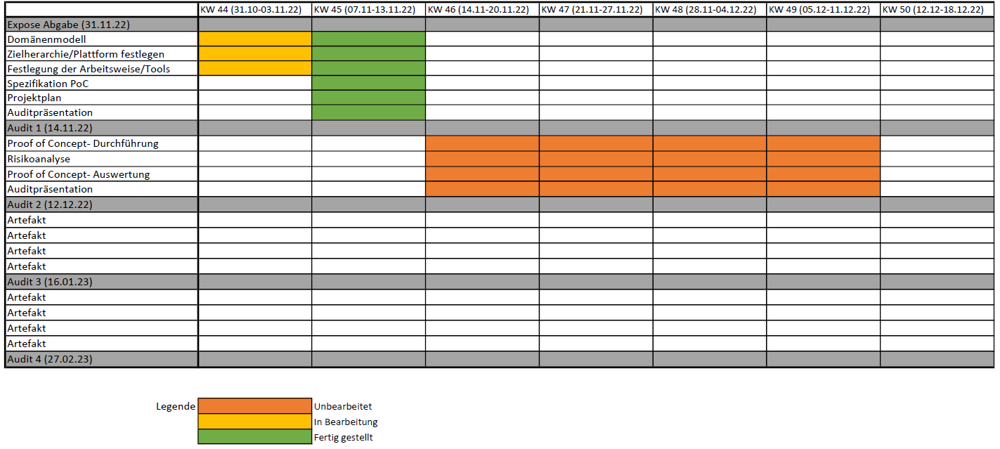 KW 44 (31.10-03.11.22) KW 45 (07.11-13.11.22) KW 46 (14.11-20.11.22) KW 47 (21.11-27.11.22) KW 48 (28.11-04.12.22) KW 49 (05.12-11.12.22) KW 50 (12.12-18.12.22)
Expose Abgabe (31.11.22)
Domänenmodell
Zielherarchie/Plattform festlegen
Festlegung der Arbeitsweise/Tools
Spezifikation PoC
Projektplan
Auditpräsentation
Audit 1 (14.11.22)
Proof of Concept- Durchführung
Risikoanalyse
Proof of Concept- Auswertung
Auditpräsentation
Audit 2 (12.12.22)
Artefakt
Artefakt
Artefakt
Artefakt
Audit 3 (16.01.23)
Artefakt
Artefakt
Artefakt
Artefakt
Audit 4 (27.02.23)
Legende Unbearbeitet
In Bearbeitung
Fertig gestellt